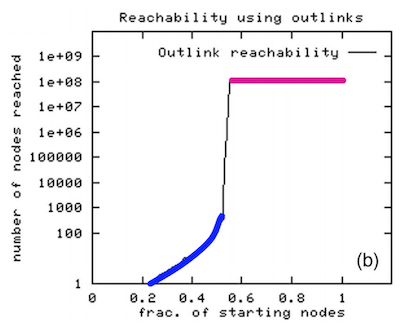 Reachability using outlinks
Outlink reachability
number of nodes reached
1e+09
1e+08
1e+07
1e+06
100000
10000
1000
100
1
(b)
0 0.2 0.4 0.6 0.8 1
frac. of starting nodes